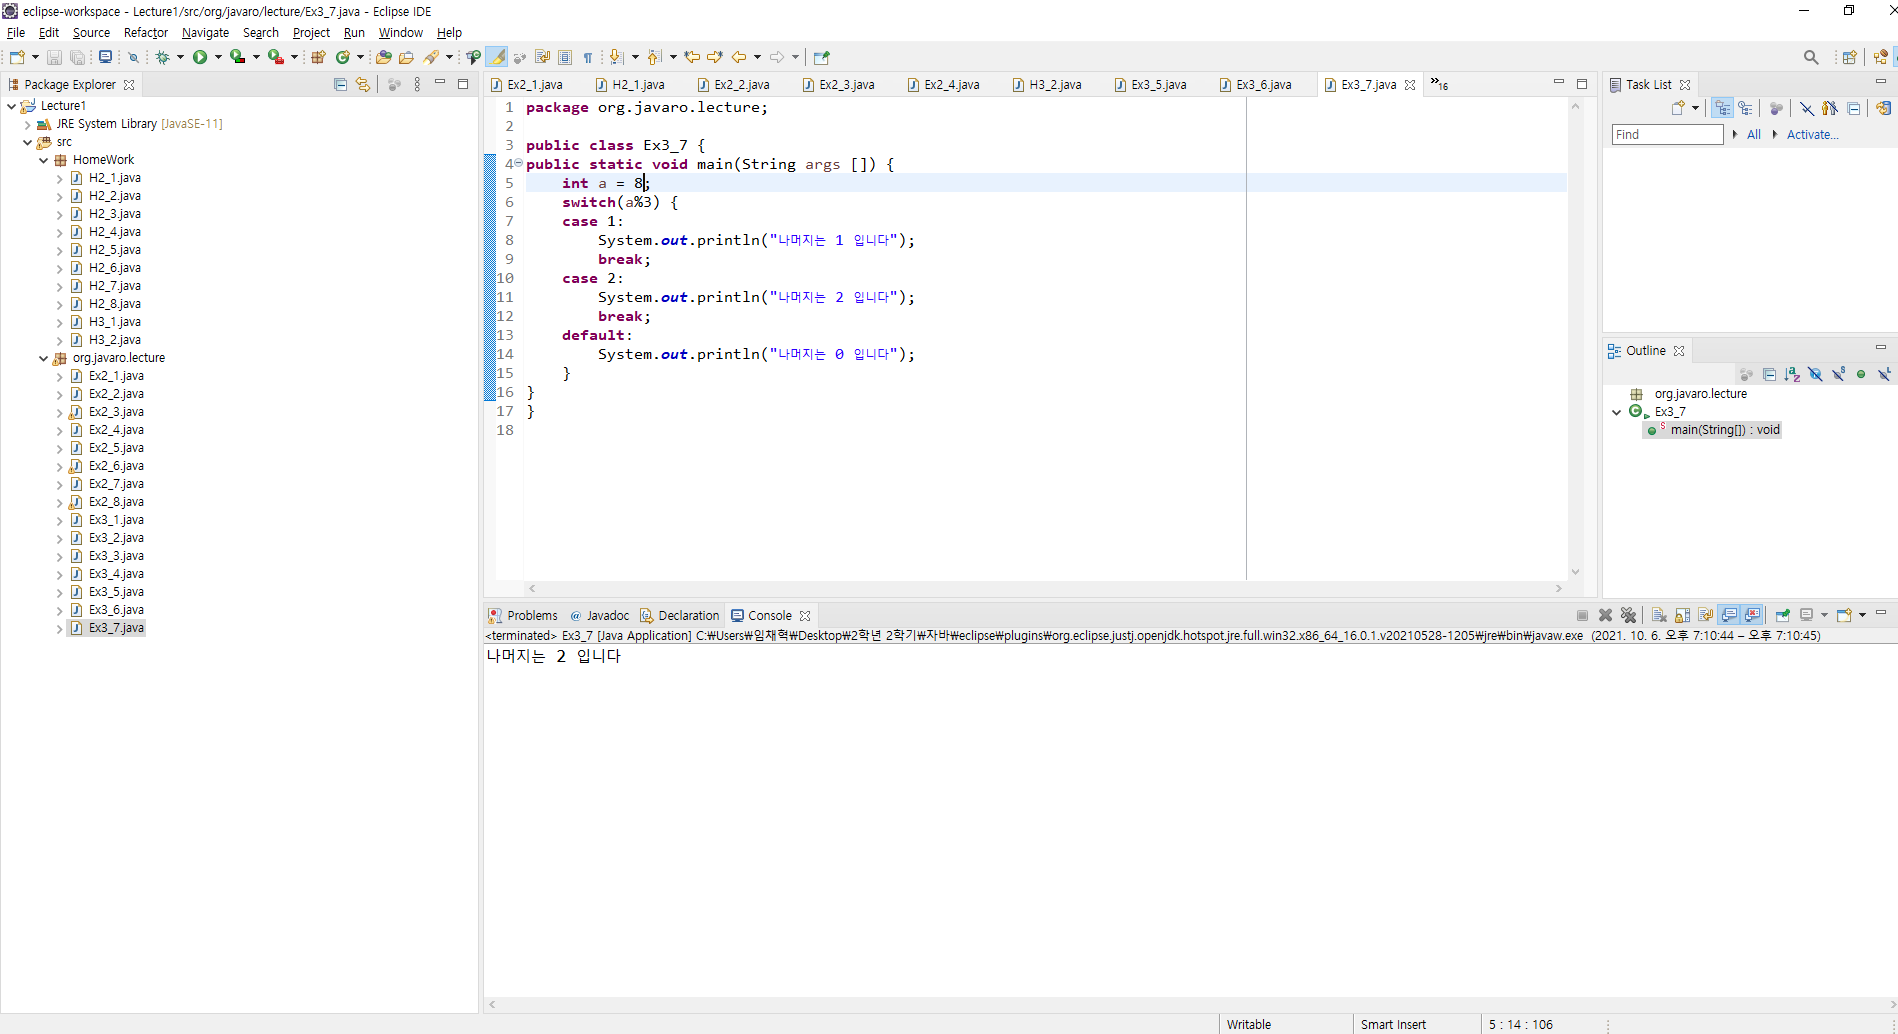 eclipse-workspace - Lecture1/src/org/javaro/lecture/Ex3_7.java - Eclipse IDE
File Edit Source Refactor Navigate Search Project Run Window Help
Package Explorer
Lecture1
JRE System Library [JavaSE-11]
src
HomeWork
H2_1.java
H2_2.java
H2_3.java
H2_4.java
H2_5.java
H2_6.java
H2_7.java
H2_8.java
H3_1.java
H3_2.java
org.javaro.lecture
Ex2_1.java
Ex2_2.java
Ex2_3.java
Ex2_4.java
Ex2_5.java
Ex2_6.java
Ex2_7.java
Ex2_8.java
Ex3_1.java
Ex3_2.java
Ex3_3.java
Ex3_4.java
Ex3_5.java
Ex3_6.java
Ex3_7.java
Ex2_1.java H2_1.java Ex2_2.java Ex2_3.java Ex2_4.java H3_2.java Ex3_5.java Ex3_6.java Ex3_7.java »16
1 package org.javaro.lecture;
2
3 public class Ex3_7 {
4 public static void main(String args []) {
5 int a = 8;
6 switch(a%3) {
7 case 1:
8 System.out.println("나머지는 1 입니다");
9 break;
10 case 2:
11 System.out.println("나머지는 2 입니다");
12 break;
13 default:
14 System.out.println("나머지는 0 입니다");
15 }
16 }
17 }
18
Task List
Find All Activate...
Outline
org.javaro.lecture
Ex3_7
main(String[]) : void
Problems @ Javadoc Declaration Console
<terminated> Ex3_7 [Java Application] C:₩Users₩임채혁₩Desktop₩2학년 2학기₩자바₩eclipse₩plugins₩org.eclipse.justj.openjdk.hotspot.jre.full.win32.x86_64_16.0.1.v20210528-1205₩jre₩bin₩javaw.exe (2021. 10. 6. 오후 7:10:44 – 오후 7:10:45)
나머지는 2 입니다
Writable Smart Insert 5 : 14 : 106